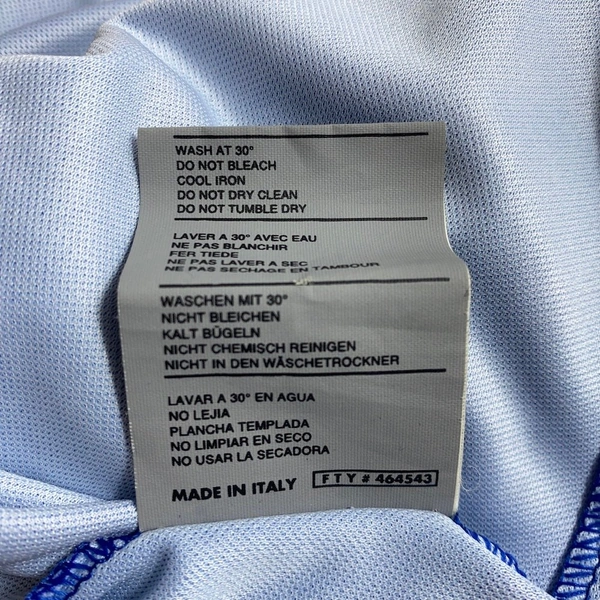 WASH AT 30°
DO NOT BLEACH
COOL IRON
DO NOT DRY CLEAN
DO NOT TUMBLE DRY
LAVER A 30° AVEC EAU
NE PAS BLANCHIR
FER TIEDE
NE PAS LAVER A SEC
NE PAS SECHAGE EN TAMBOUR
WASCHEN MIT 30°
NICHT BLEICHEN
KALT BÜGELN
NICHT CHEMISCH REINIGEN
NICHT IN DEN WÄSCHETROCKNER
LAVAR A 30° EN AGUA
NO LEJIA
PLANCHA TEMPLADA
NO LIMPIAR EN SECO
NO USAR LA SECADORA
MADE IN ITALY FTY # 464543